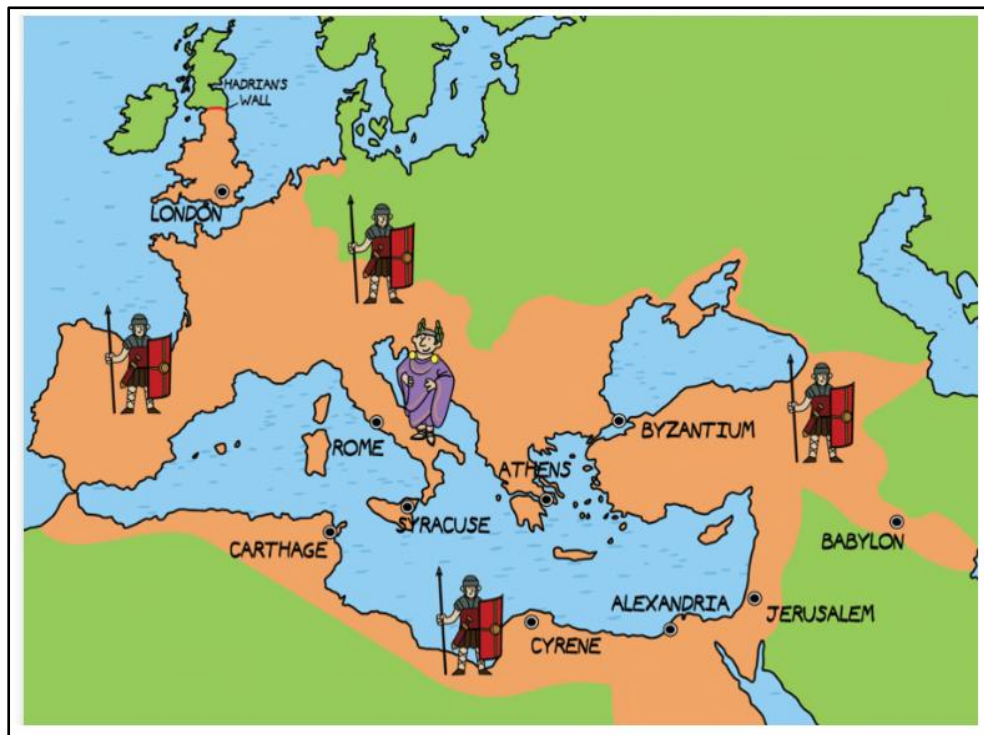 HADRIAN'S
WALL
LONDON
ROME
BYZANTIUM
ATHENS
SYRACUSE
CARTHAGE
BABYLON
ALEXANDRIA
JERUSALEM
CYRENE